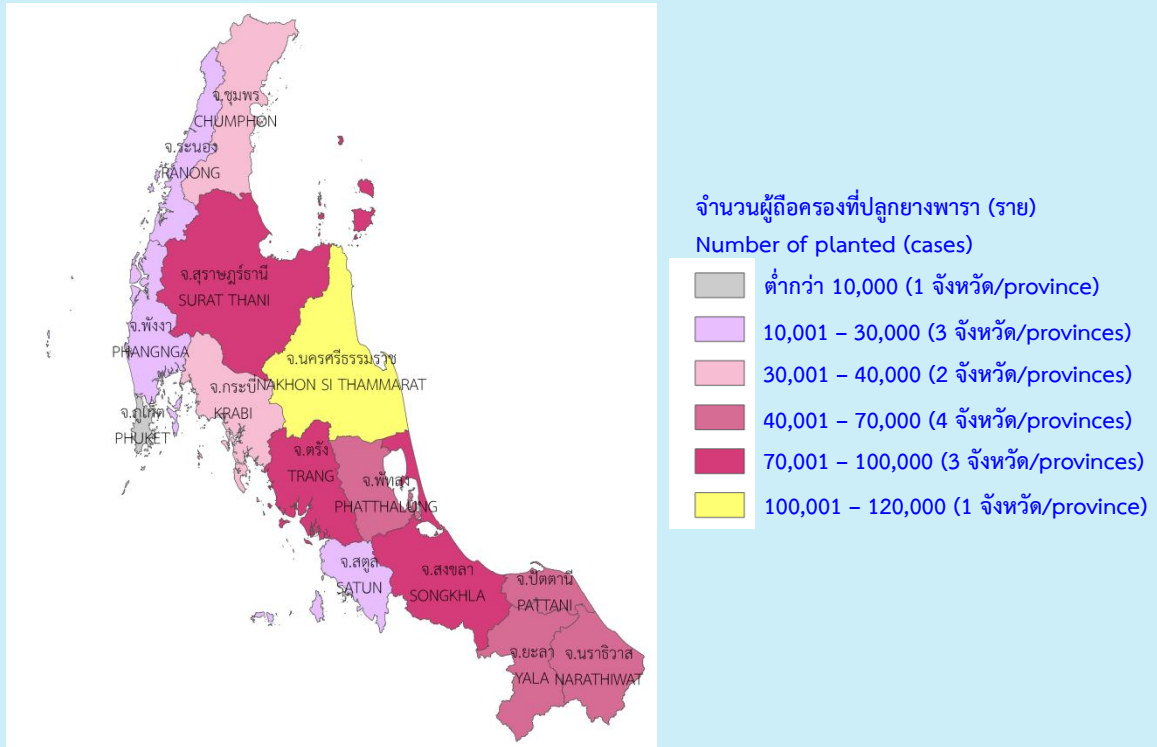 จ.ชุมพร
CHUMPHON
จ.ระนอง
RANONG
จ.สุราษฎร์ธานี
SURAT THANI
จ.พังงา
PHANGNGA
จ.นครศรีธรรมราช
NAKHON SI THAMMARAT
จ.กระบี่
KRABI
จ.ภูเก็ต
PHUKET
จ.ตรัง
TRANG
จ.พัทลุง
PHATTHALUNG
จ.สตูล
SATUN
จ.สงขลา
SONGKHLA
จ.ปัตตานี
PATTANI
จ.ยะลา
YALA
จ.นราธิวาส
NARATHIWAT
จำนวนผู้ถือครองที่ปลูกยางพารา (ราย)
Number of planted (cases)
ต่ำกว่า 10,000 (1 จังหวัด/province)
10,001 – 30,000 (3 จังหวัด/provinces)
30,001 – 40,000 (2 จังหวัด/provinces)
40,001 – 70,000 (4 จังหวัด/provinces)
70,001 – 100,000 (3 จังหวัด/provinces)
100,001 – 120,000 (1 จังหวัด/province)